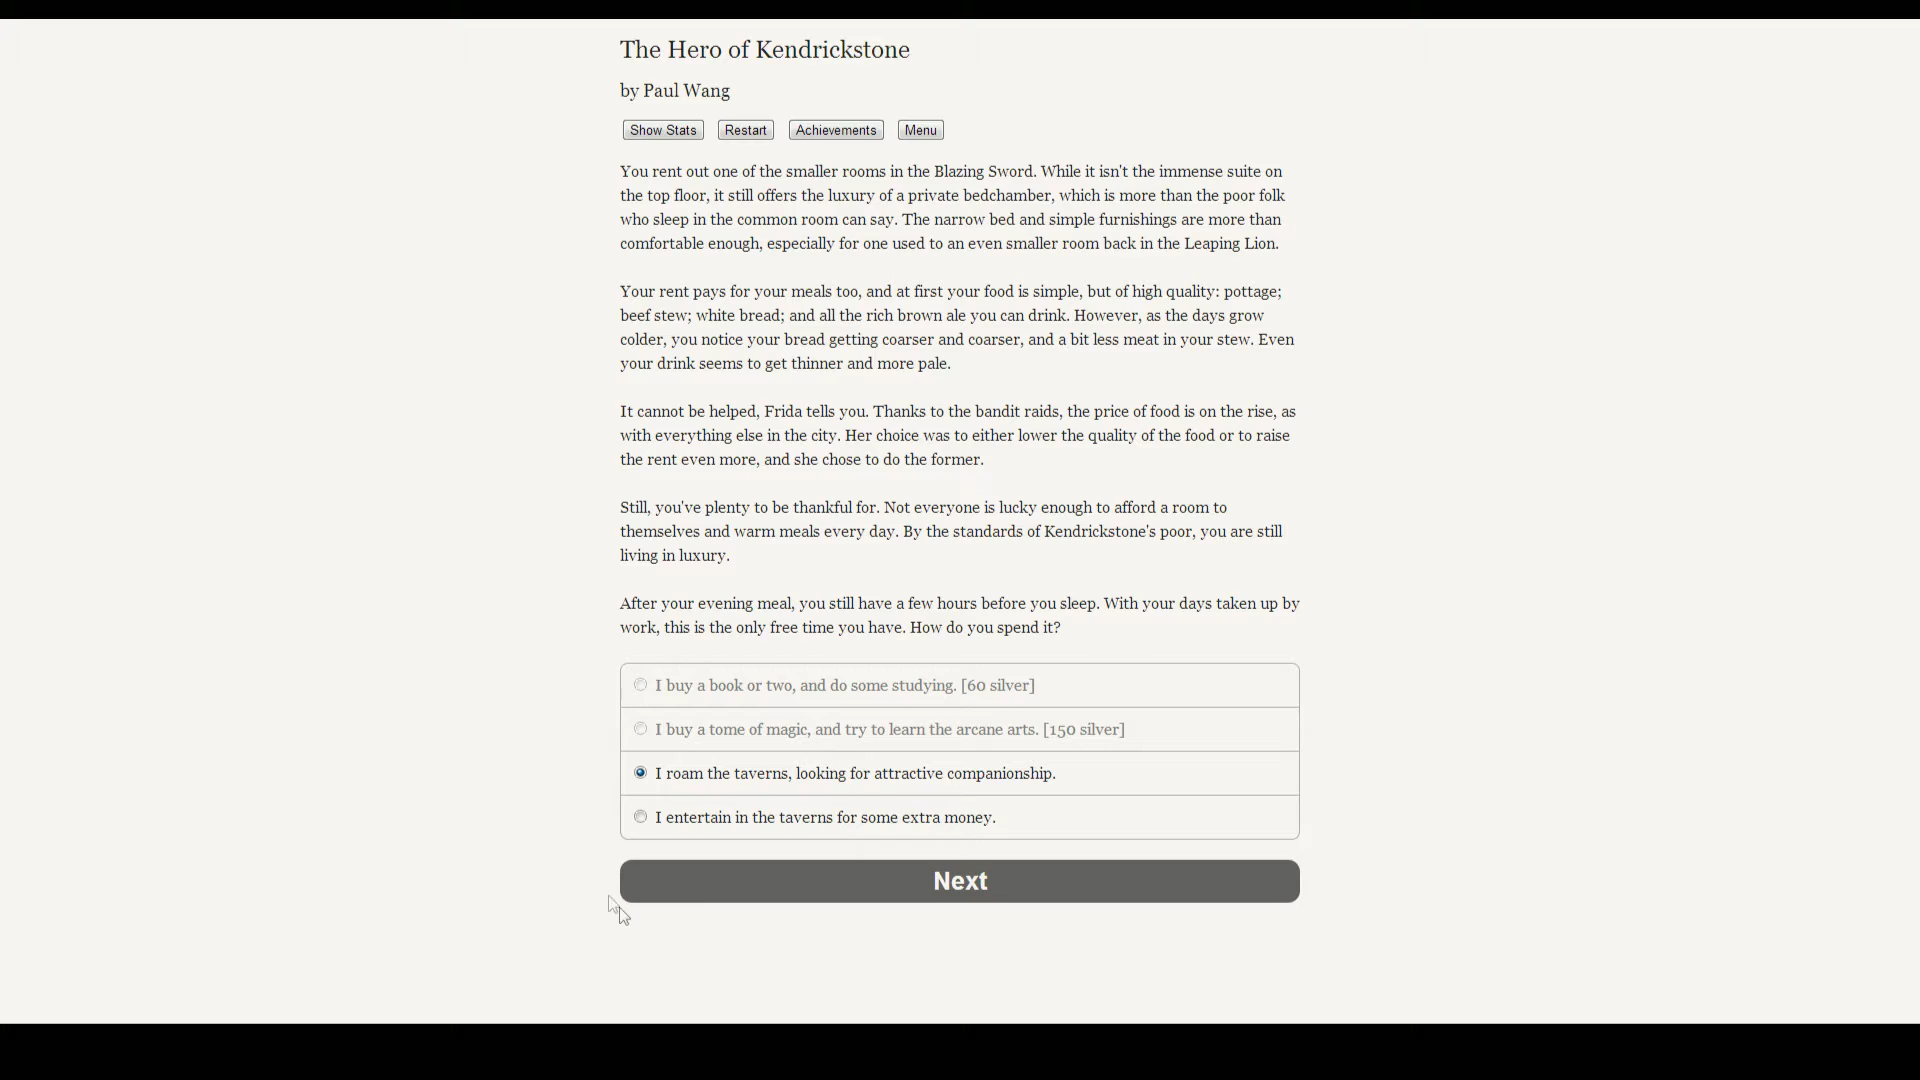 The Hero of Kendrickstone
by Paul Wang
Show Stats Restart Achievements Menu
You rent out one of the smaller rooms in the Blazing Sword. While it isn't the immense suite on
the top floor, it still offers the luxury of a private bedchamber, which is more than the poor folk
who sleep in the common room can say. The narrow bed and simple furnishings are more than
comfortable enough, especially for one used to an even smaller room back in the Leaping Lion.
Your rent pays for your meals too, and at first your food is simple, but of high quality: pottage;
beef stew; white bread; and all the rich brown ale you can drink. However, as the days grow
colder, you notice your bread getting coarser and coarser, and a bit less meat in your stew. Even
your drink seems to get thinner and more pale.
It cannot be helped, Frida tells you. Thanks to the bandit raids, the price of food is on the rise, as
with everything else in the city. Her choice was to either lower the quality of the food or to raise
the rent even more, and she chose to do the former.
Still, you've plenty to be thankful for. Not everyone is lucky enough to afford a room to
themselves and warm meals every day. By the standards of Kendrickstone's poor, you are still
living in luxury.
After your evening meal, you still have a few hours before you sleep. With your days taken up by
work, this is the only free time you have. How do you spend it?
I buy a book or two, and do some studying. [60 silver]
I buy a tome of magic, and try to learn the arcane arts. [150 silver]
I roam the taverns, looking for attractive companionship.
I entertain in the taverns for some extra money.
Next